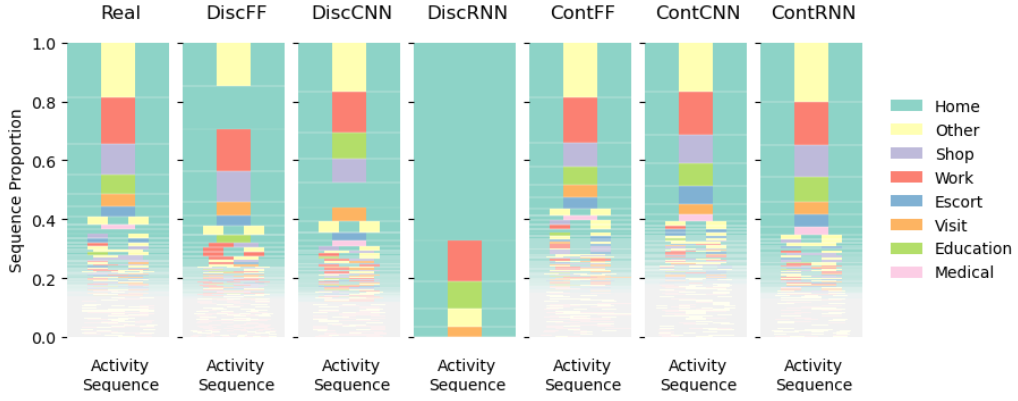 Real DiscFF DiscCNN DiscRNN ContFF ContCNN ContRNN
Sequence Proportion
1.0
0.8
0.6
0.4
0.2
0.0
Activity Sequence
Activity Sequence
Activity Sequence
Activity Sequence
Activity Sequence
Activity Sequence
Activity Sequence
Home
Other
Shop
Work
Escort
Visit
Education
Medical